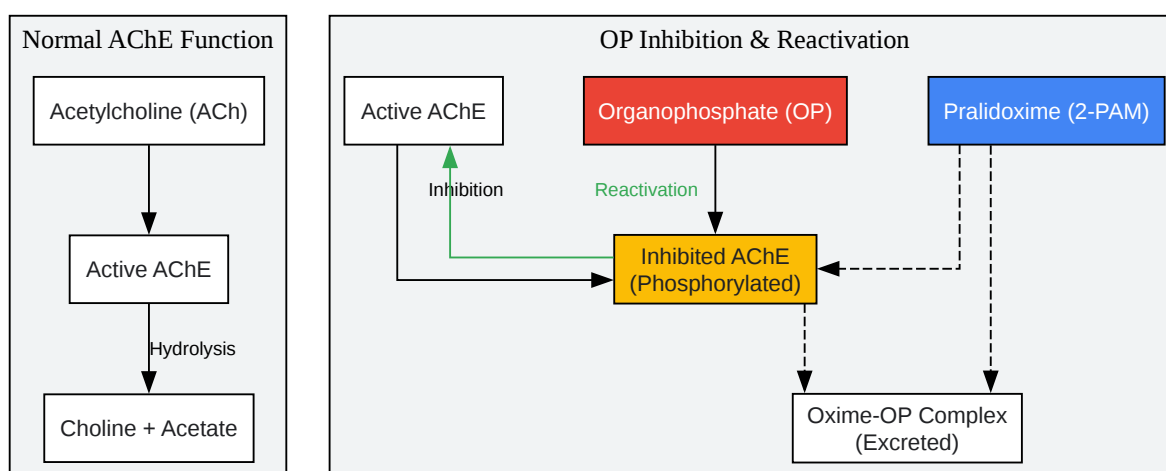 Normal AChE Function
Acetylcholine (ACh)
Active AChE
Hydrolysis
Choline + Acetate
OP Inhibition & Reactivation
Active AChE
Organophosphate (OP)
Pralidoxime (2-PAM)
Inhibition
Reactivation
Inhibited AChE
(Phosphorylated)
Oxime-OP Complex
(Excreted)